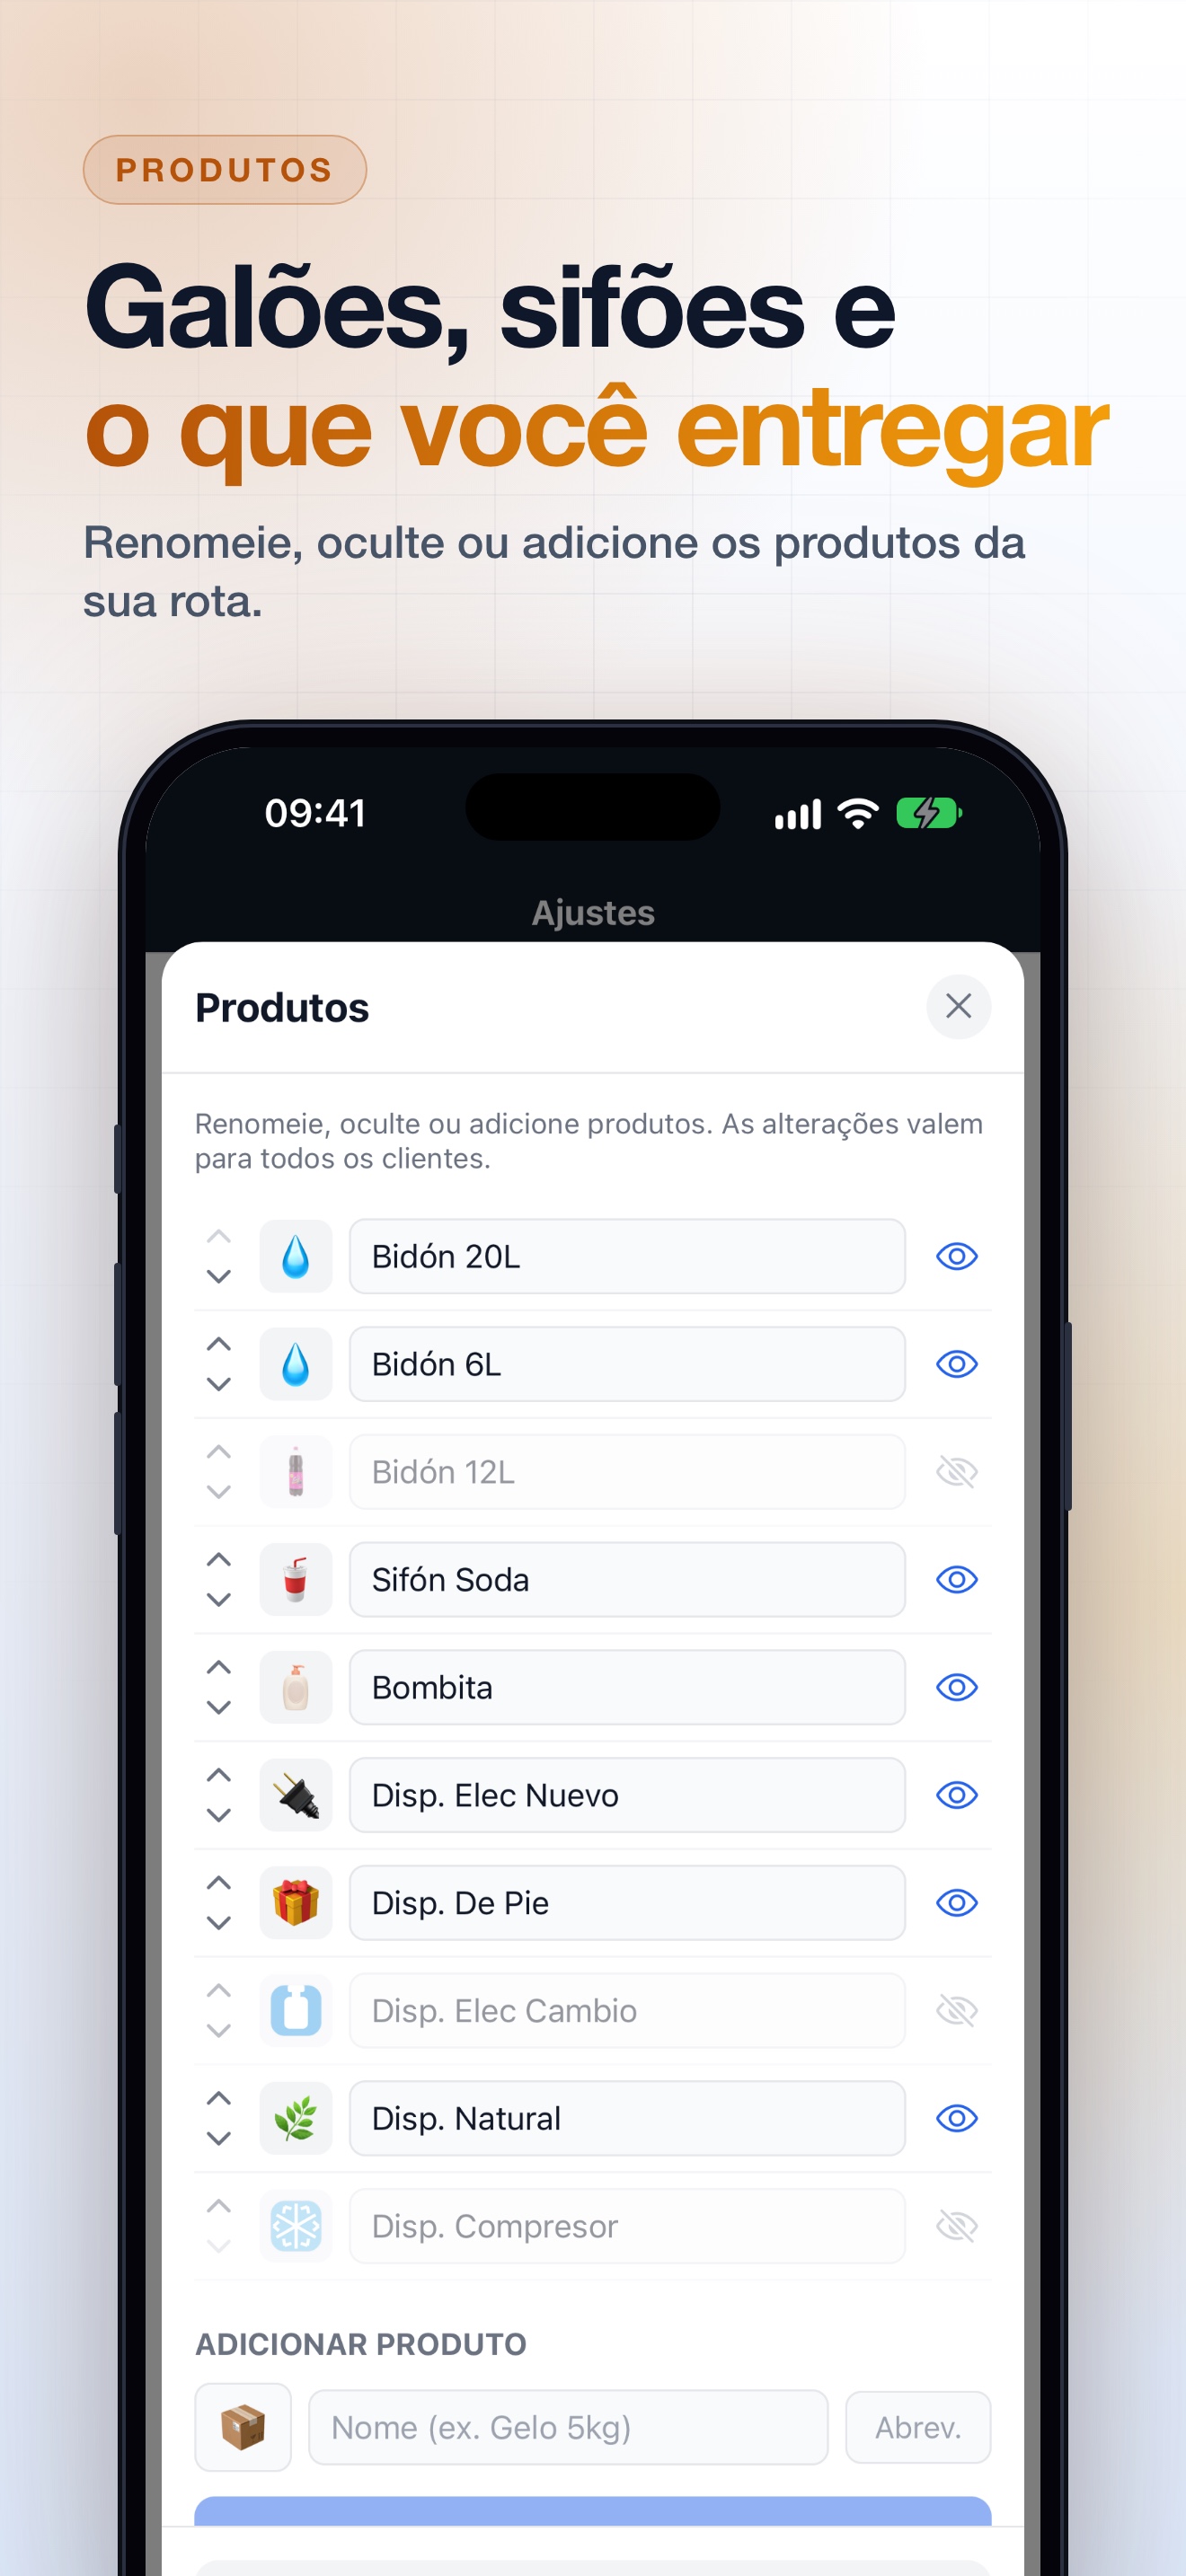 PRODUTOS
Galões, sifões e
o que você entregar
Renomeie, oculte ou adicione os produtos da
sua rota.
09:41
Ajustes
Produtos
Renomeie, oculte ou adicione produtos. As alterações valem
para todos os clientes.
Bidón 20L
Bidón 6L
Bidón 12L
Sifón Soda
Bombita
Disp. Elec Nuevo
Disp. De Pie
Disp. Elec Cambio
Disp. Natural
Disp. Compresor
ADICIONAR PRODUTO
Nome (ex. Gelo 5kg)
Abrev.